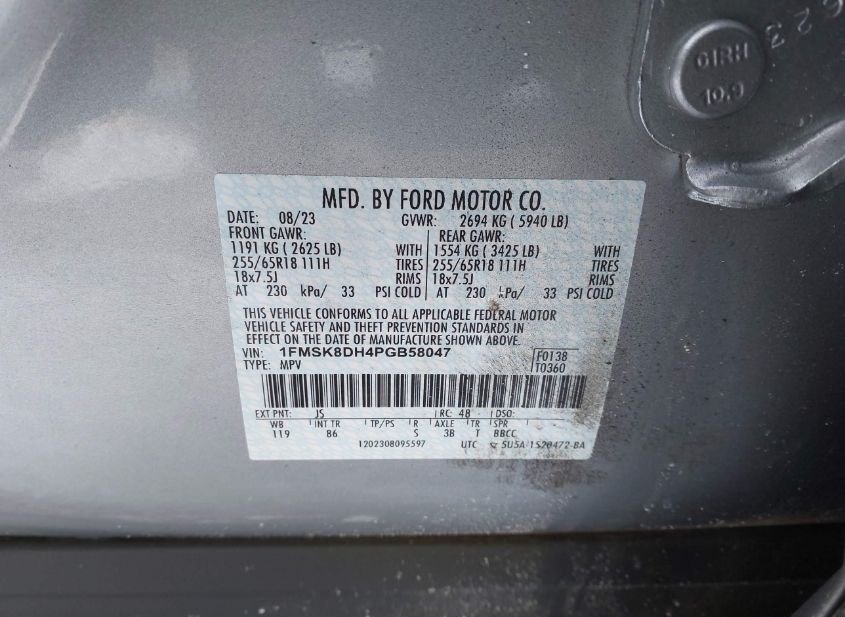 623
CIRH
10.9
MFD. BY FORD MOTOR CO.
DATE: 08/23 GVWR: 2694 KG ( 5940 LB)
FRONT GAWR: REAR GAWR:
1191 KG ( 2625 LB) WITH 1554 KG ( 3425 LB) WITH
255/65R18 111H TIRES 255/65R18 111H TIRES
18x7.5J RIMS 18x7.5J RIMS
AT 230 kPa/ 33 PSI COLD AT 230 kPa/ 33 PSI COLD
THIS VEHICLE CONFORMS TO ALL APPLICABLE FEDERAL MOTOR
VEHICLE SAFETY AND THEFT PREVENTION STANDARDS IN
EFFECT ON THE DATE OF MANUFACTURE SHOWN ABOVE.
VIN: 1FMSK8DH4PGB58047 F0138
TYPE: MPV T0360
EXT PNT: JS RC: 48 DSO:
WB INT TR TP/PS R AXLE TR SPR
119 86 S 3B T BBCC
1202308095597 UTC 5U5A-1520472-BA